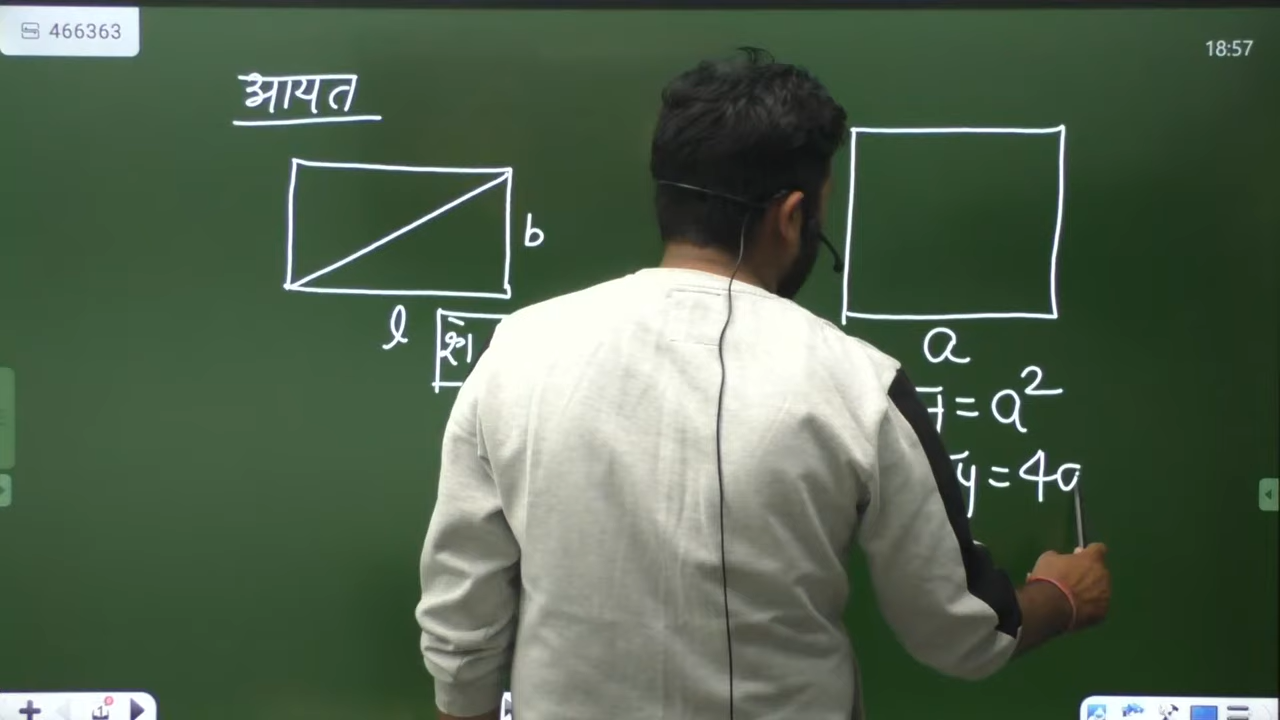 466363
18:57
आयत
b
l
a
= a²
= 4a